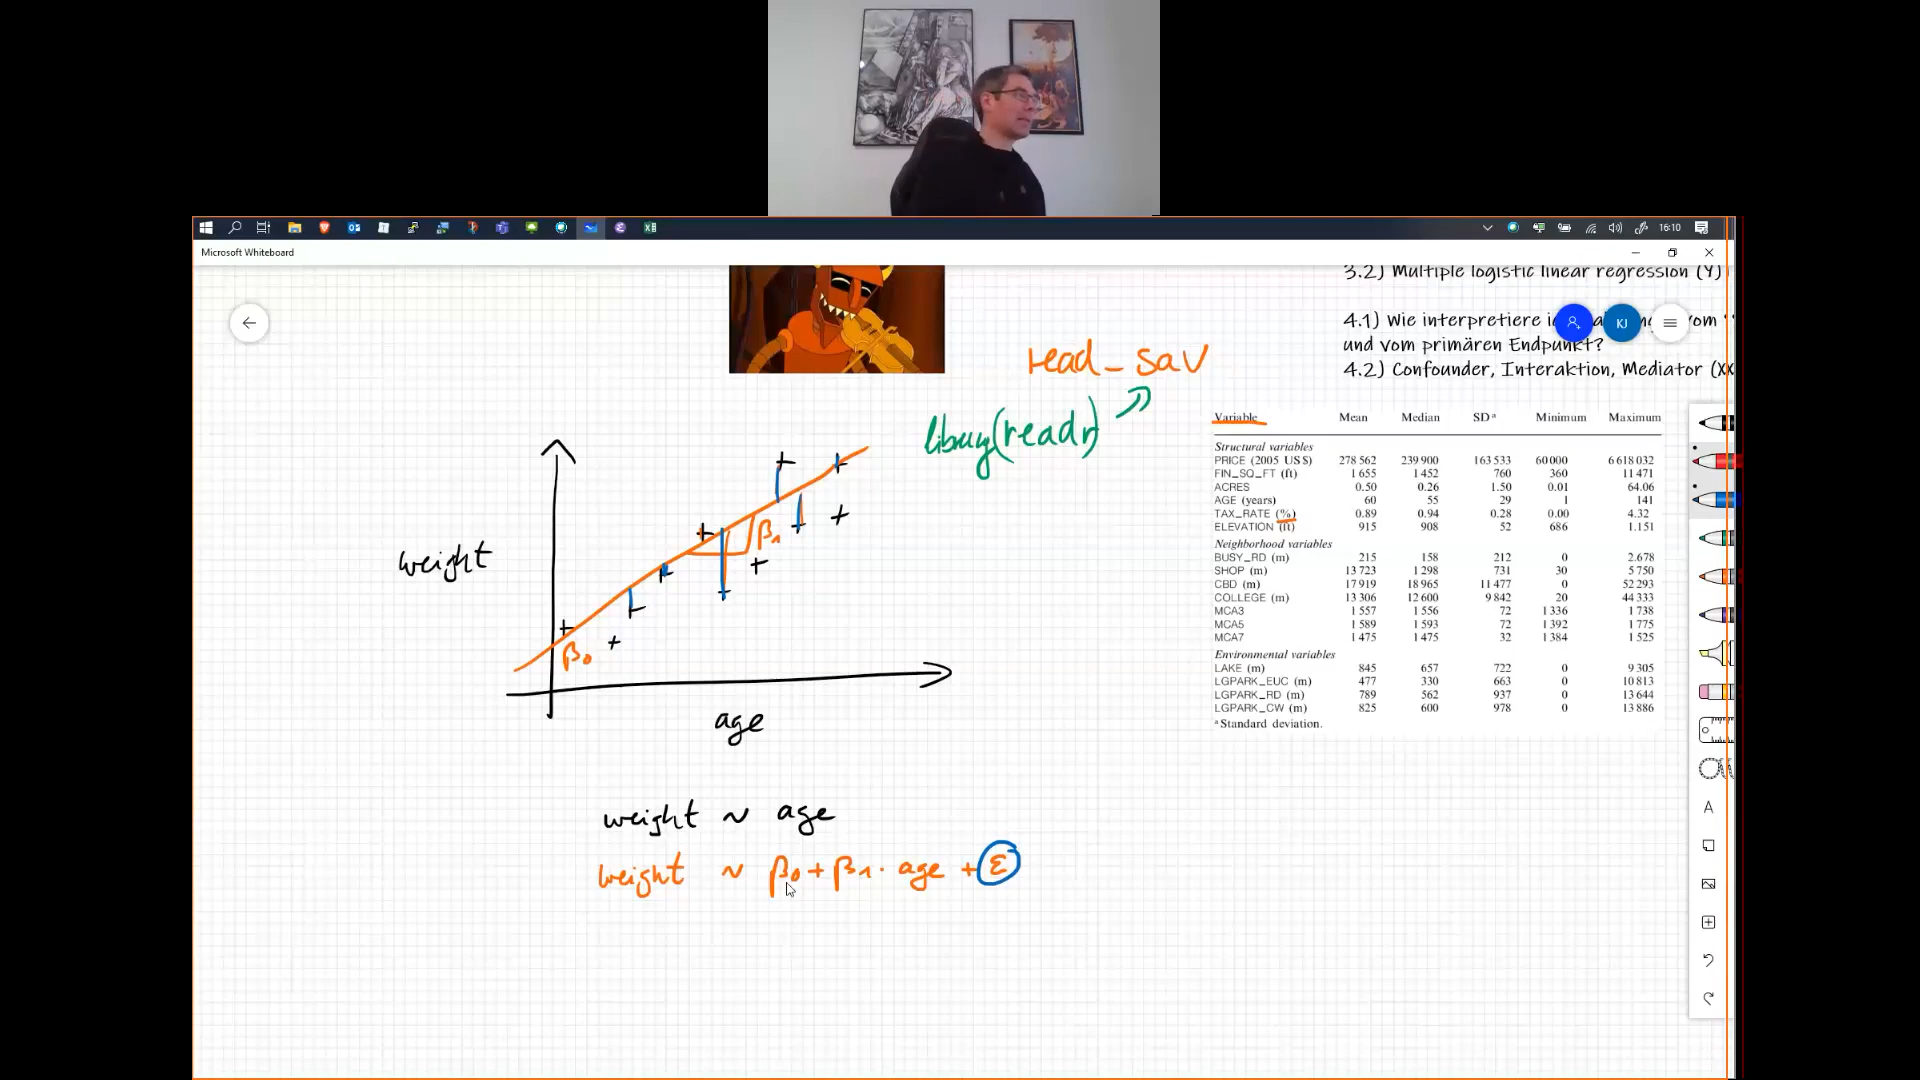 16:10
Microsoft Whiteboard
3.2) Multiple logistic linear regression (Y)
4.1) Wie interpretiere vom
und vom primären Endpunkt?
4.2) Confounder, Interaktion, Mediator (XX
KJ
read_sav
library(readr)
Variable Mean Median SD a Minimum Maximum
Structural variables
PRICE (2005 US $) 278 562 239 900 163 533 60 000 6 618 032
FIN_SQ_FT (ft) 1 655 1 452 760 360 11 471
ACRES 0.50 0.26 1.50 0.01 64.06
AGE (years) 60 55 29 1 141
TAX_RATE (%) 0.89 0.94 0.28 0.00 4.32
ELEVATION (ft) 915 908 52 686 1.151
Neighborhood variables
BUSY_RD (m) 215 158 212 0 2.678
SHOP (m) 13 723 1 298 731 30 5 750
CBD (m) 17 919 18 965 11 477 0 52 293
COLLEGE (m) 13 306 12 600 9 842 20 44 333
MCA3 1 557 1 556 72 1 336 1 738
MCA5 1 589 1 593 72 1 392 1 775
MCA7 1 475 1 475 32 1 384 1 525
Environmental variables
LAKE (m) 845 657 722 0 9 305
LGPARK_EUC (m) 477 330 663 0 10 813
LGPARK_RD (m) 789 562 937 0 13 644
LGPARK_CW (m) 825 600 978 0 13 886
a Standard deviation.
weight
β1
β0
age
weight ~ age
weight ~ β0 + β1 · age + ε
A